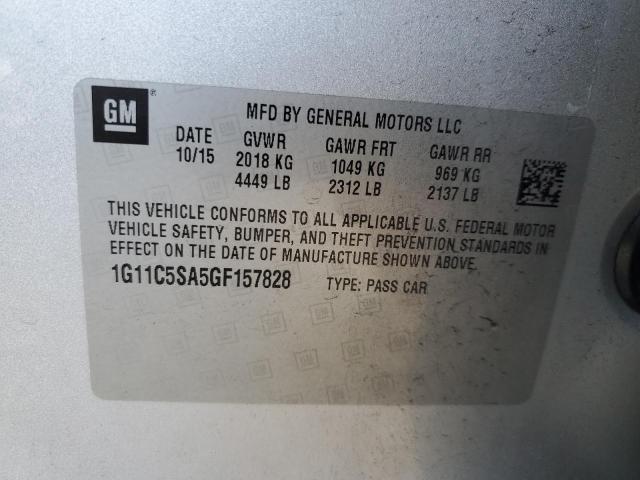 GM ®
MFD BY GENERAL MOTORS LLC
DATE GVWR GAWR FRT GAWR RR
10/15 2018 KG 1049 KG 969 KG
4449 LB 2312 LB 2137 LB
THIS VEHICLE CONFORMS TO ALL APPLICABLE U.S. FEDERAL MOTOR
VEHICLE SAFETY, BUMPER, AND THEFT PREVENTION STANDARDS IN
EFFECT ON THE DATE OF MANUFACTURE SHOWN ABOVE.
1G11C5SA5GF157828 TYPE: PASS CAR